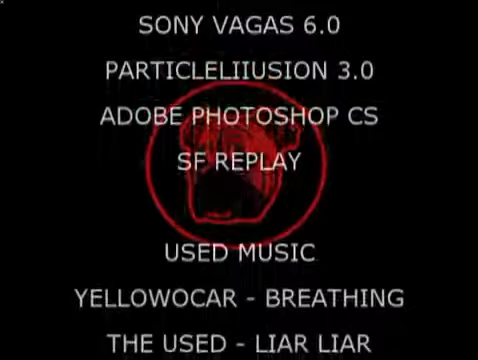 SONY VAGAS 6.0
PARTICLELIIUSION 3.0
ADOBE PHOTOSHOP CS
SF REPLAY
USED MUSIC
YELLOWOCAR - BREATHING
THE USED - LIAR LIAR